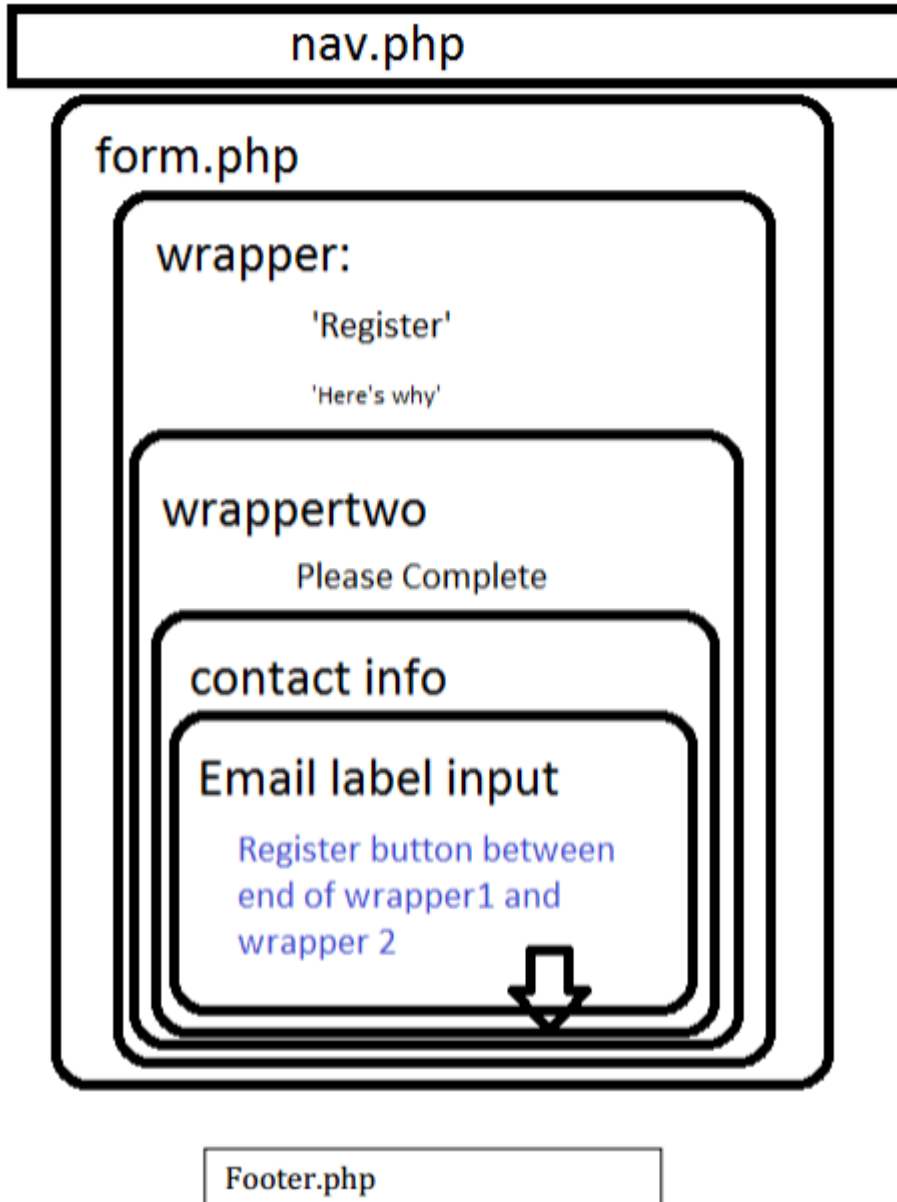 nav.php
form.php
wrapper:
'Register'
'Here's why'
wrappertwo
Please Complete
contact info
Email label input
Register button between
end of wrapper1 and
wrapper 2
Footer.php